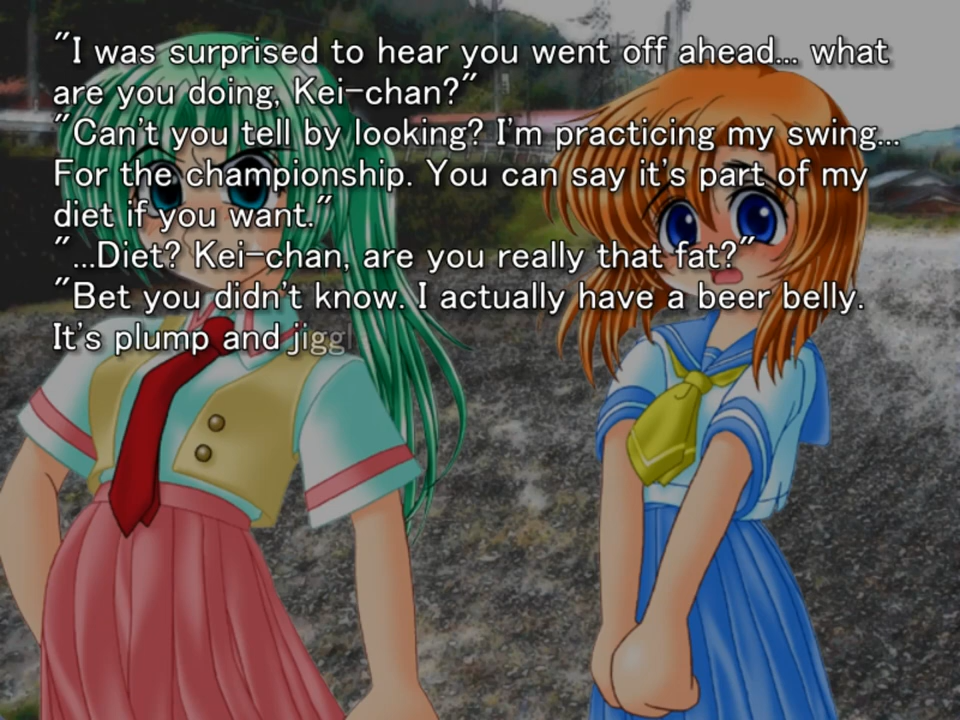 "I was surprised to hear you went off ahead... what
are you doing, Kei-chan?"
"Can't you tell by looking? I'm practicing my swing...
For the championship. You can say it's part of my
diet if you want."
"...Diet? Kei-chan, are you really that fat?"
"Bet you didn't know. I actually have a beer belly.
It's plump and jiggl